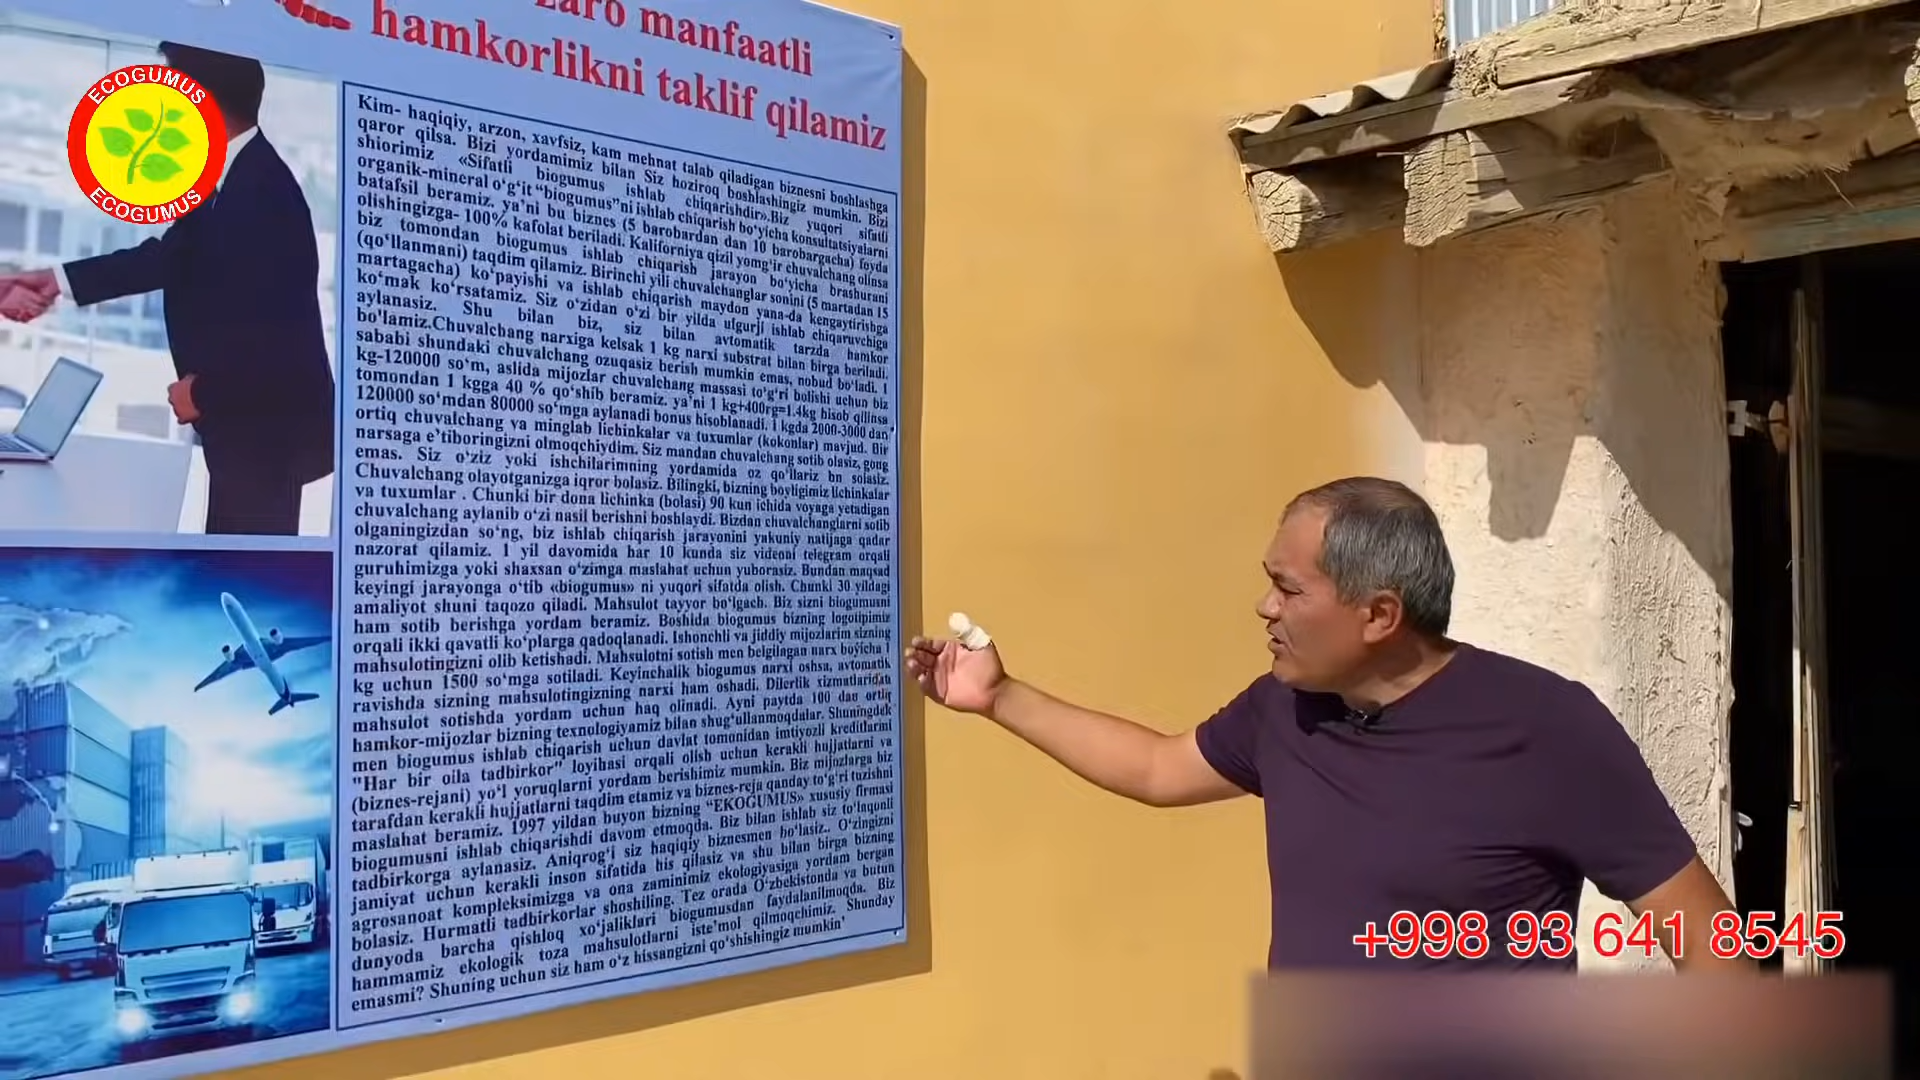 zaro manfaatli
hamkorlikni taklif qilamiz
ECOGUMUS
ECOGUMUS
Kim- haqiqiy, arzon, xavfsiz, kam mehnat talab qiladigan biznesni boshlashga
qaror qilsa. Bizi yordamimiz bilan Siz hoziroq boshlashingiz mumkin. Bizi
shiorimiz «Sifatli biogumus ishlab chiqarishdir».Biz yuqori sifatli
organik-mineral o‘g‘it“biogumus”ni ishlab chiqarish bo‘yicha konsultatsiyalarni
batafsil beramiz, ya’ni bu biznes (5 barobardan dan 10 barobargacha) foyda
olishingizga- 100% kafolat beriladi. Kaliforniya qizil yomg‘ir chuvalchang olinsa
biz tomondan biogumus ishlab chiqarish jarayon bo‘yicha brashurani
(qo‘llanmani) taqdim qilamiz. Birinchi yili chuvalchanglar sonini (5 martadan 15
martagacha) ko‘payishi va ishlab chiqarish maydon yana-da kengaytirishga
ko‘mak ko‘rsatamiz. Siz o‘zidan o‘zi bir yilda ulgurji ishlab chiqaruvchiga
aylanasiz. Shu bilan biz, siz bilan avtomatik tarzda hamkor
bo'lamiz.Chuvalchang narxiga kelsak 1 kg narxi substrat bilan birga beriladi,
sababi shundaki chuvalchang ozuqasiz berish mumkin emas, nobud bo‘ladi. 1
kg-120000 so‘m, aslida mijozlar chuvalchang massasi to‘g‘ri bolishi uchun biz
tomondan 1 kgga 40 % qo‘shib beramiz. ya’ni 1 kg+400rg=1.4kg hisob qilinsa
120000 so‘mdan 80000 so‘mga aylanadi bonus hisoblanadi. 1 kgda 2000-3000 dan
ortiq chuvalchang va minglab lichinkalar va tuxumlar (kokonlar) mavjud. Bir
narsaga e’tiboringizni olmoqchiydim. Siz mandan chuvalchang sotib olasiz, gong
emas. Siz o‘ziz yoki ishchilarimning yordamida oz qo‘llariz bn solasiz.
Chuvalchang olayotganizga iqror bolasiz. Bilingki, bizning boyligimiz lichinkalar
va tuxumlar . Chunki bir dona lichinka (bolasi) 90 kun ichida voyaga yetadigan
chuvalchang aylanib o‘zi nasil berishni boshlaydi. Bizdan chuvalchanglarni sotib
olganingizdan so‘ng, biz ishlab chiqarish jarayonini yakuniy natijaga qadar
nazorat qilamiz. 1 yil davomida har 10 kunda siz videoni telegram orqali
guruhimizga yoki shaxsan o‘zimga maslahat uchun yuborasiz. Bundan maqsad
keyingi jarayonga o‘tib «biogumus» ni yuqori sifatda olish. Chunki 30 yildagi
amaliyot shuni taqozo qiladi. Mahsulot tayyor bo‘lgach. Biz sizni biogumusni
ham sotib berishga yordam beramiz. Boshida biogumus bizning logotipimiz
orqali ikki qavatli ko‘plarga qadoqlanadi. Ishonchli va jiddiy mijozlarim sizning
mahsulotingizni olib ketishadi. Mahsulotni sotish men belgilagan narx boyicha 1
kg uchun 1500 so‘mga sotiladi. Keyinchalik biogumus narxi oshsa, avtomatik
ravishda sizning mahsulotingizning narxi ham oshadi. Dilerlik xizmatlaridan
mahsulot sotishda yordam uchun haq olinadi. Ayni paytda 100 dan ortiq
hamkor-mijozlar bizning texnologiyamiz bilan shug‘ullanmoqdalar. Shuningdek
men biogumus ishlab chiqarish uchun davlat tomonidan imtiyozli kreditlarini
"Har bir oila tadbirkor" loyihasi orqali olish uchun kerakli hujjatlarni va
(biznes-rejani) yo‘l yoruqlarni yordam berishimiz mumkin. Biz mijozlarga biz
tarafdan kerakli hujjatlarni taqdim etamiz va biznes-reja qanday to‘g‘ri tuzishni
maslahat beramiz. 1997 yildan buyon bizning “EKOGUMUS» xususiy firmasi
biogumusni ishlab chiqarishdi davom etmoqda. Biz bilan ishlab siz to‘laqonli
tadbirkorga aylanasiz. Aniqrog‘i siz haqiqiy biznesmen bo‘lasiz.. O‘zingizni
jamiyat uchun kerakli inson sifatida his qilasiz va shu bilan birga bizning
agrosanoat kompleksimizga va ona zaminimiz ekologiyasiga yordam bergan
bolasiz. Hurmatli tadbirkorlar shoshiling. Tez orada O‘zbekistonda va butun
dunyoda barcha qishloq xo‘jaliklari biogumusdan faydalanilmoqda. Biz
hammamiz ekologik toza mahsulotlarni iste’mol qilmoqchimiz. Shunday
emasmi? Shuning uchun siz ham o‘z hissangizni qo‘shishingiz mumkin'
+998 93 641 8545